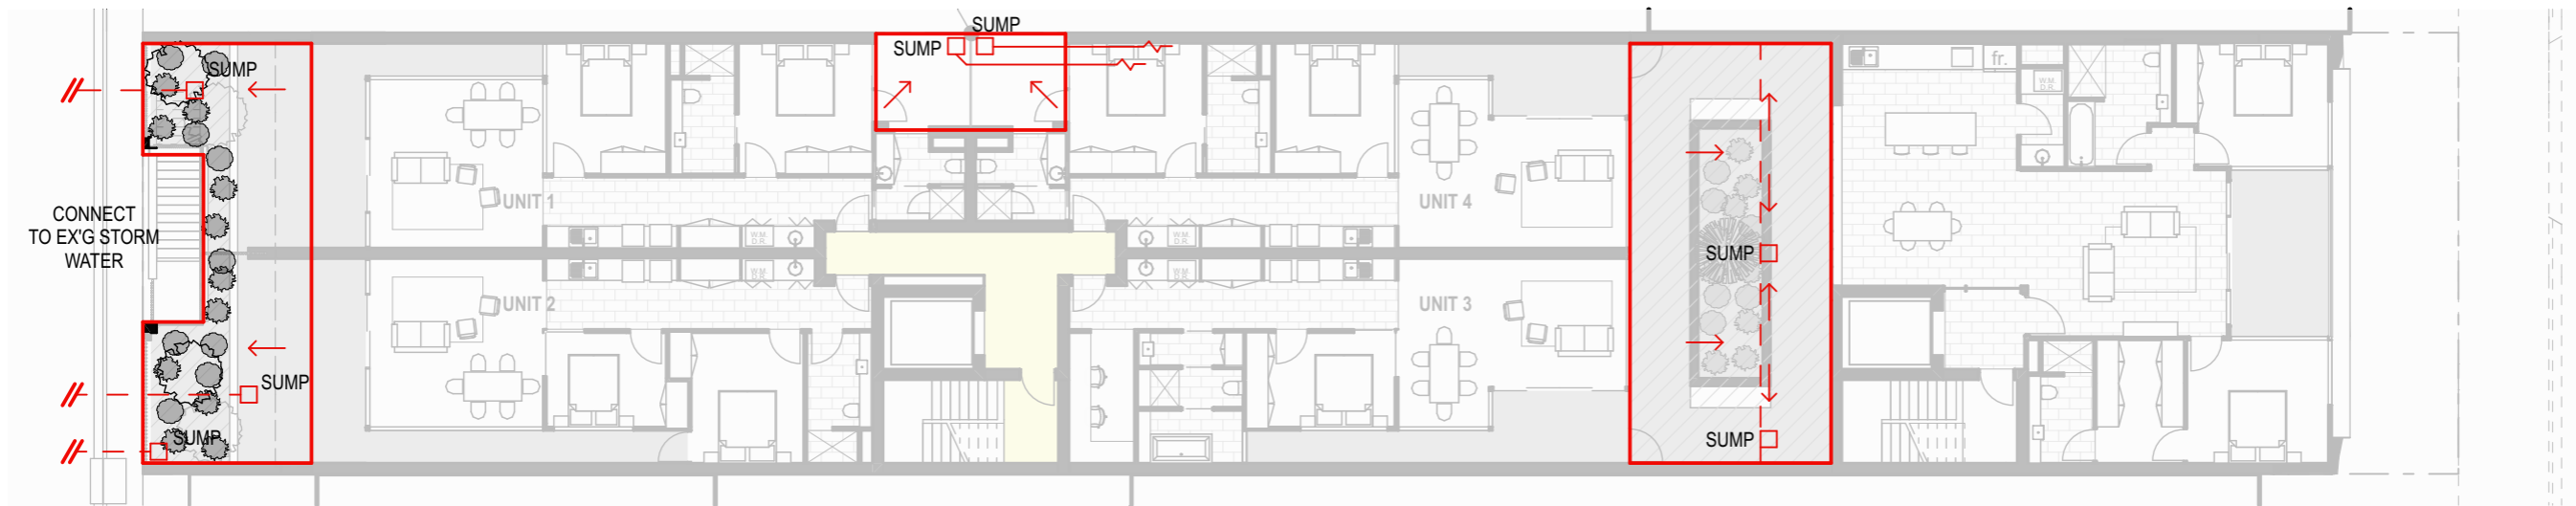 SUMP
SUMP
SUMP
fr.
W.M.
D.R.
CONNECT
TO EX'G STORM
WATER
UNIT 1
UNIT 4
W.M.
D.R.
W.M.
D.R.
SUMP
W.M.
D.R.
W.M.
D.R.
UNIT 2
UNIT 3
SUMP
SUMP
SUMP